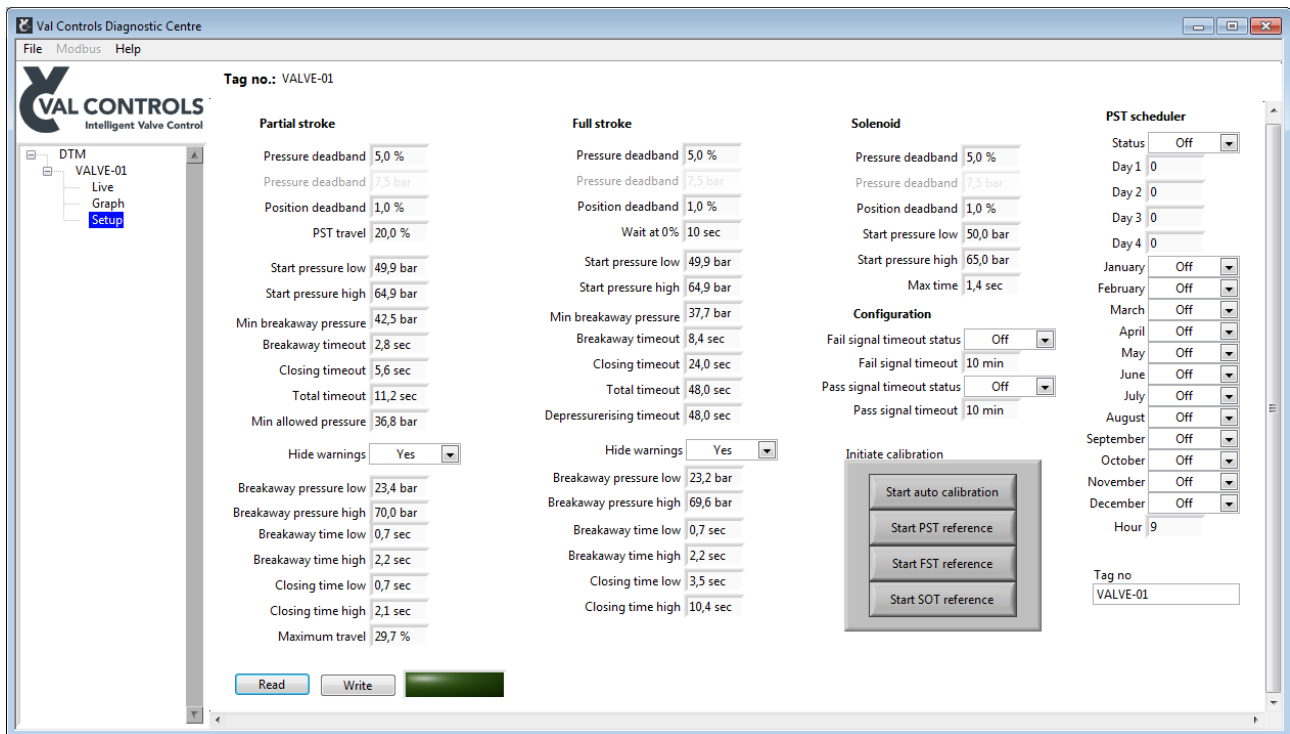 Val Controls Diagnostic Centre
File Modbus Help
VAL CONTROLS
Intelligent Valve Control
DTM
VALVE-01
Live
Graph
Setup
Tag no.: VALVE-01
Partial stroke
Pressure deadband 5,0 %
Pressure deadband 7,5 bar
Position deadband 1,0 %
PST travel 20,0 %
Start pressure low 49,9 bar
Start pressure high 64,9 bar
Min breakaway pressure 42,5 bar
Breakaway timeout 2,8 sec
Closing timeout 5,6 sec
Total timeout 11,2 sec
Min allowed pressure 36,8 bar
Hide warnings Yes
Breakaway pressure low 23,4 bar
Breakaway pressure high 70,0 bar
Breakaway time low 0,7 sec
Breakaway time high 2,2 sec
Closing time low 0,7 sec
Closing time high 2,1 sec
Maximum travel 29,7 %
Read Write
Full stroke
Pressure deadband 5,0 %
Pressure deadband 7,5 bar
Position deadband 1,0 %
Wait at 0% 10 sec
Start pressure low 49,9 bar
Start pressure high 64,9 bar
Min breakaway pressure 37,7 bar
Breakaway timeout 8,4 sec
Closing timeout 24,0 sec
Total timeout 48,0 sec
Depressurerising timeout 48,0 sec
Hide warnings Yes
Breakaway pressure low 23,2 bar
Breakaway pressure high 69,6 bar
Breakaway time low 0,7 sec
Breakaway time high 2,2 sec
Closing time low 3,5 sec
Closing time high 10,4 sec
Solenoid
Pressure deadband 5,0 %
Pressure deadband 7,5 bar
Position deadband 1,0 %
Start pressure low 50,0 bar
Start pressure high 65,0 bar
Max time 1,4 sec
Configuration
Fail signal timeout status Off
Fail signal timeout 10 min
Pass signal timeout status Off
Pass signal timeout 10 min
Initiate calibration
Start auto calibration
Start PST reference
Start FST reference
Start SOT reference
PST scheduler
Status Off
Day 1 0
Day 2 0
Day 3 0
Day 4 0
January Off
February Off
March Off
April Off
May Off
June Off
July Off
August Off
September Off
October Off
November Off
December Off
Hour 9
Tag no
VALVE-01